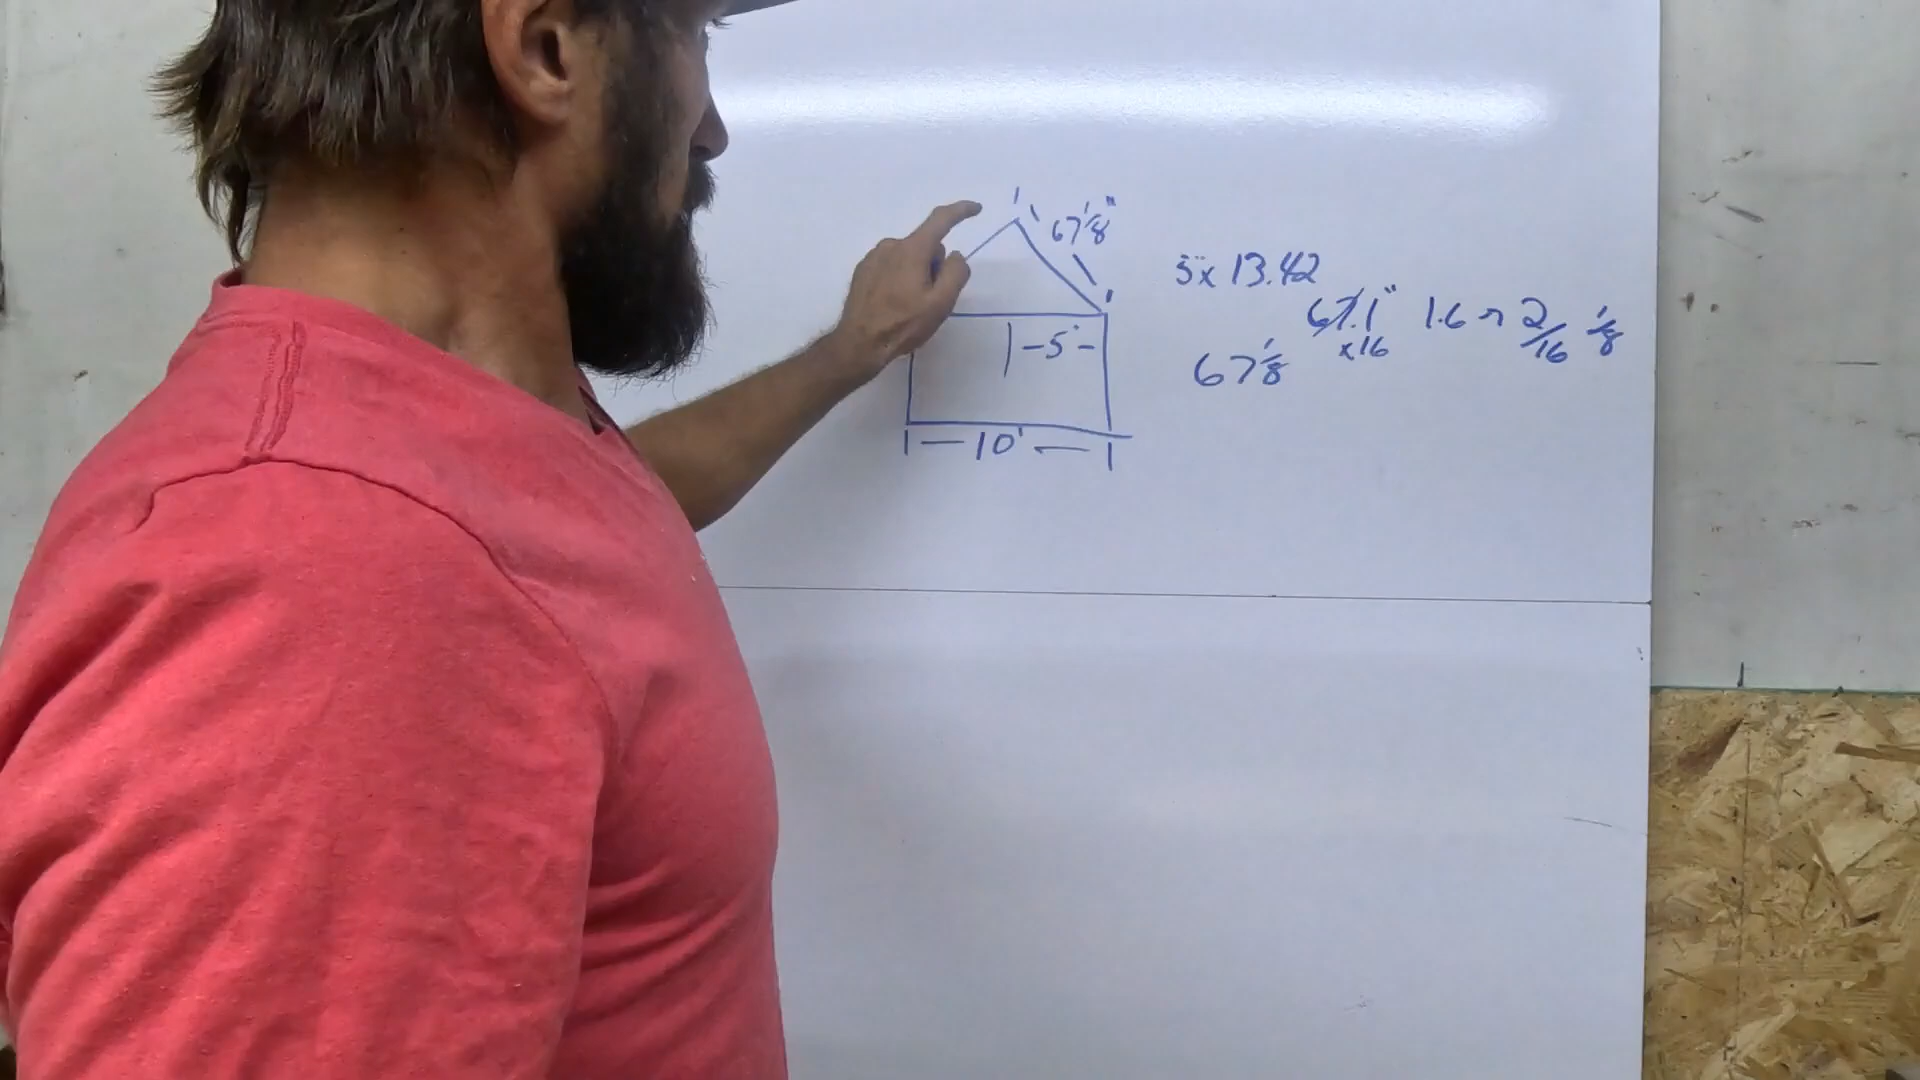 67 1/8"
5 x 13.42
67.1" 1.6 → 2/16 1/8
x16
- 5' -
67 1/8
|— 10' —|